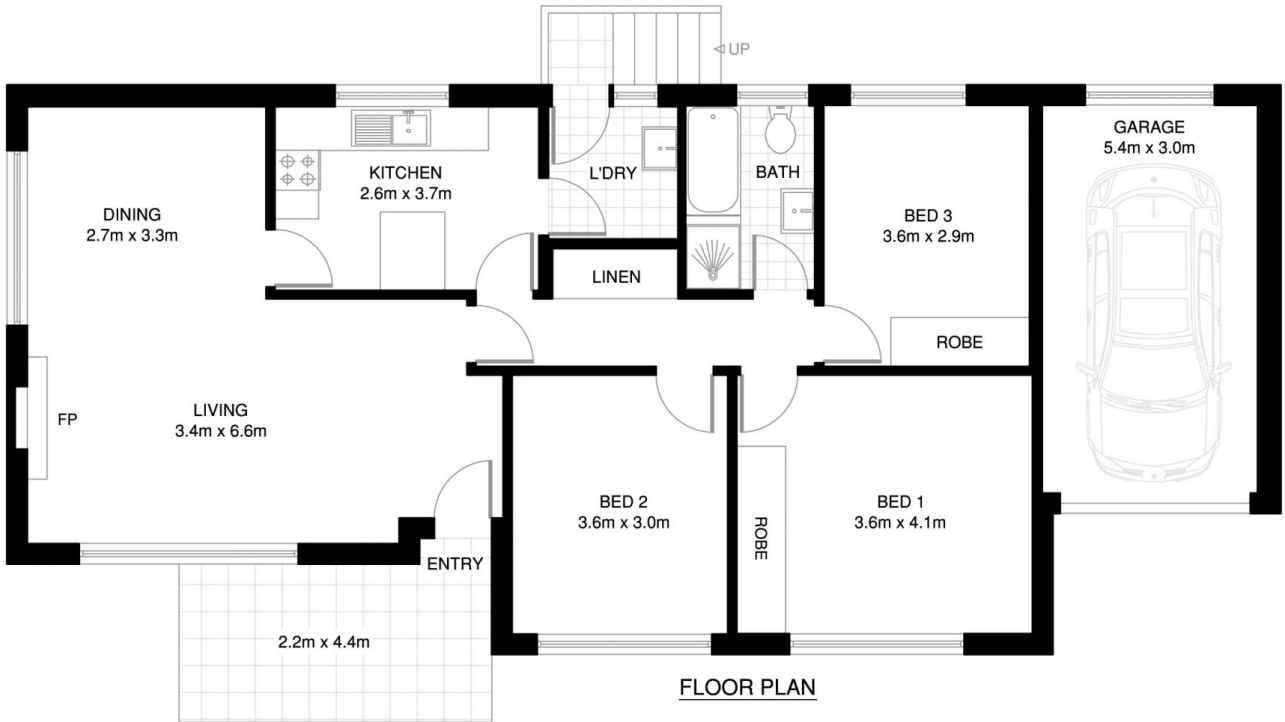 UP
GARAGE
5.4m x 3.0m
KITCHEN
2.6m x 3.7m
L'DRY
BATH
DINING
2.7m x 3.3m
BED 3
3.6m x 2.9m
LINEN
ROBE
FP
LIVING
3.4m x 6.6m
BED 2
3.6m x 3.0m
BED 1
3.6m x 4.1m
ROBE
ENTRY
2.2m x 4.4m
FLOOR PLAN